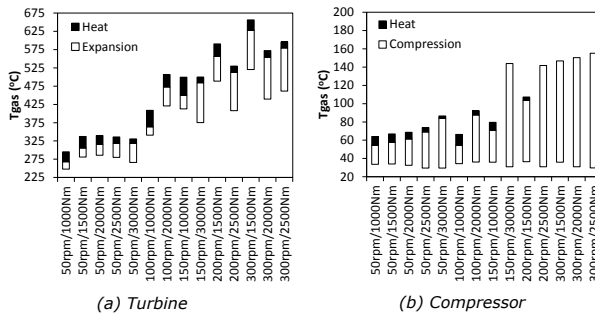 Tgas (°C)
675
625
575
525
475
425
375
325
275
225
Heat
Expansion
50rpm/1000Nm
50rpm/1500Nm
50rpm/2000Nm
50rpm/2500Nm
50rpm/3000Nm
100rpm/1000Nm
100rpm/2000Nm
150rpm/1000Nm
150rpm/3000Nm
200rpm/1500Nm
200rpm/2500Nm
300rpm/1500Nm
300rpm/2000Nm
300rpm/2500Nm
(a) Turbine
Tgas (°C)
200
180
160
140
120
100
80
60
40
20
Heat
Compression
50rpm/1000Nm
50rpm/1500Nm
50rpm/2000Nm
50rpm/2500Nm
50rpm/3000Nm
100rpm/1000Nm
100rpm/2000Nm
150rpm/1000Nm
150rpm/3000Nm
200rpm/1500Nm
200rpm/2500Nm
300rpm/1500Nm
300rpm/2000Nm
300rpm/2500Nm
(b) Compressor